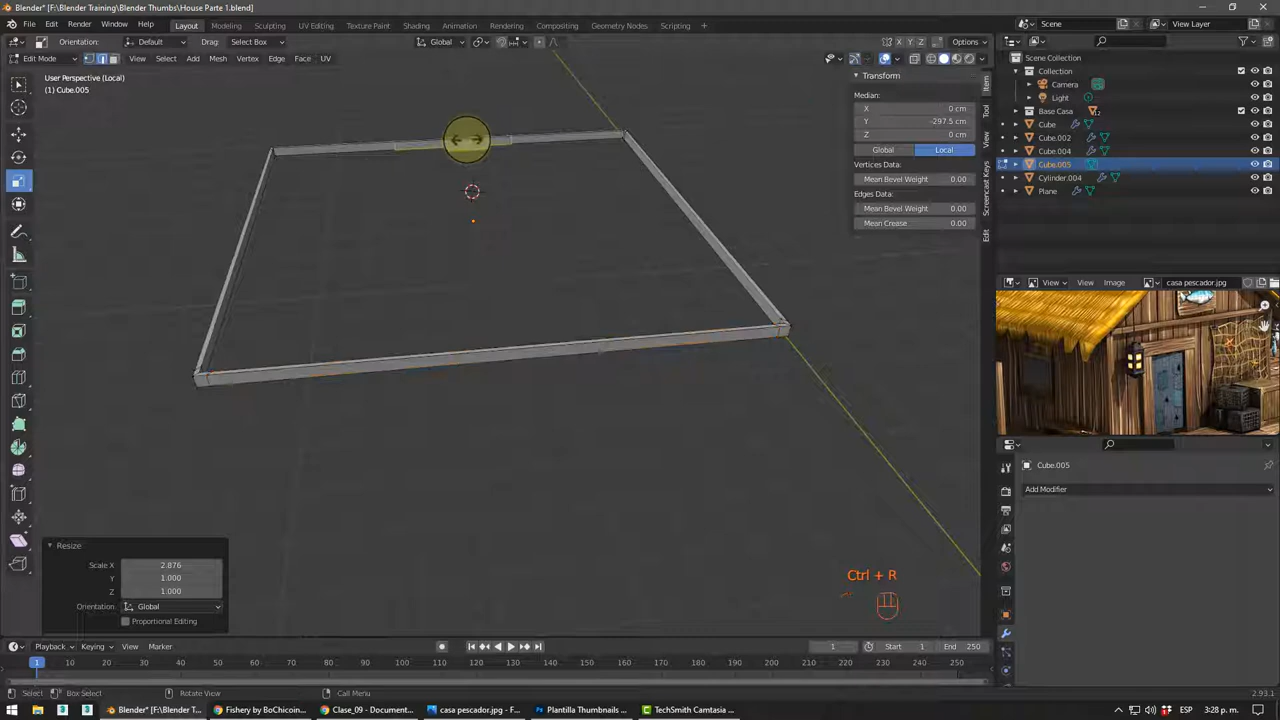 Blender* [F:\Blender Training\Blender Thumbs\House Parte 1.blend]
File Edit Render Window Help Layout Modeling Sculpting UV Editing Texture Paint Shading Animation Rendering Compositing Geometry Nodes Scripting + Scene View Layer
Orientation: Default Drag: Select Box Global X Y Z Options
Edit Mode View Select Add Mesh Vertex Edge Face UV
User Perspective (Local)
(1) Cube.005
Transform
Median:
X 0 cm
Y -297.5 cm
Z 0 cm
Global Local
Vertices Data:
Mean Bevel Weight 0.00
Edges Data:
Mean Bevel Weight 0.00
Mean Crease 0.00
Item
Tool
View
Screencast Keys
Edit
Scene Collection
Collection
Camera
Light
Base Casa
Cube
Cube.002
Cube.004
Cube.005
Cylinder.004
Plane
View View Image casa pescador.jpg
Cube.005
Add Modifier
Resize
Scale X 2.876
Y 1.000
Z 1.000
Orientation: Global
Proportional Editing
Ctrl + R
Playback Keying View Marker 1 Start 1 End 250
1 10 20 30 40 50 60 70 80 90 100 110 120 130 140 150 160 170 180 190 200 210 220 230 240 250
Select Box Select Rotate View Call Menu 2.93.1
Blender* [F:\Blender T... Fishery by BoChicoin... Clase_09 - Document... casa pescador.jpg - F... Plantilla Thumbnails ... TechSmith Camtasia ... ESP 3:28 p. m.